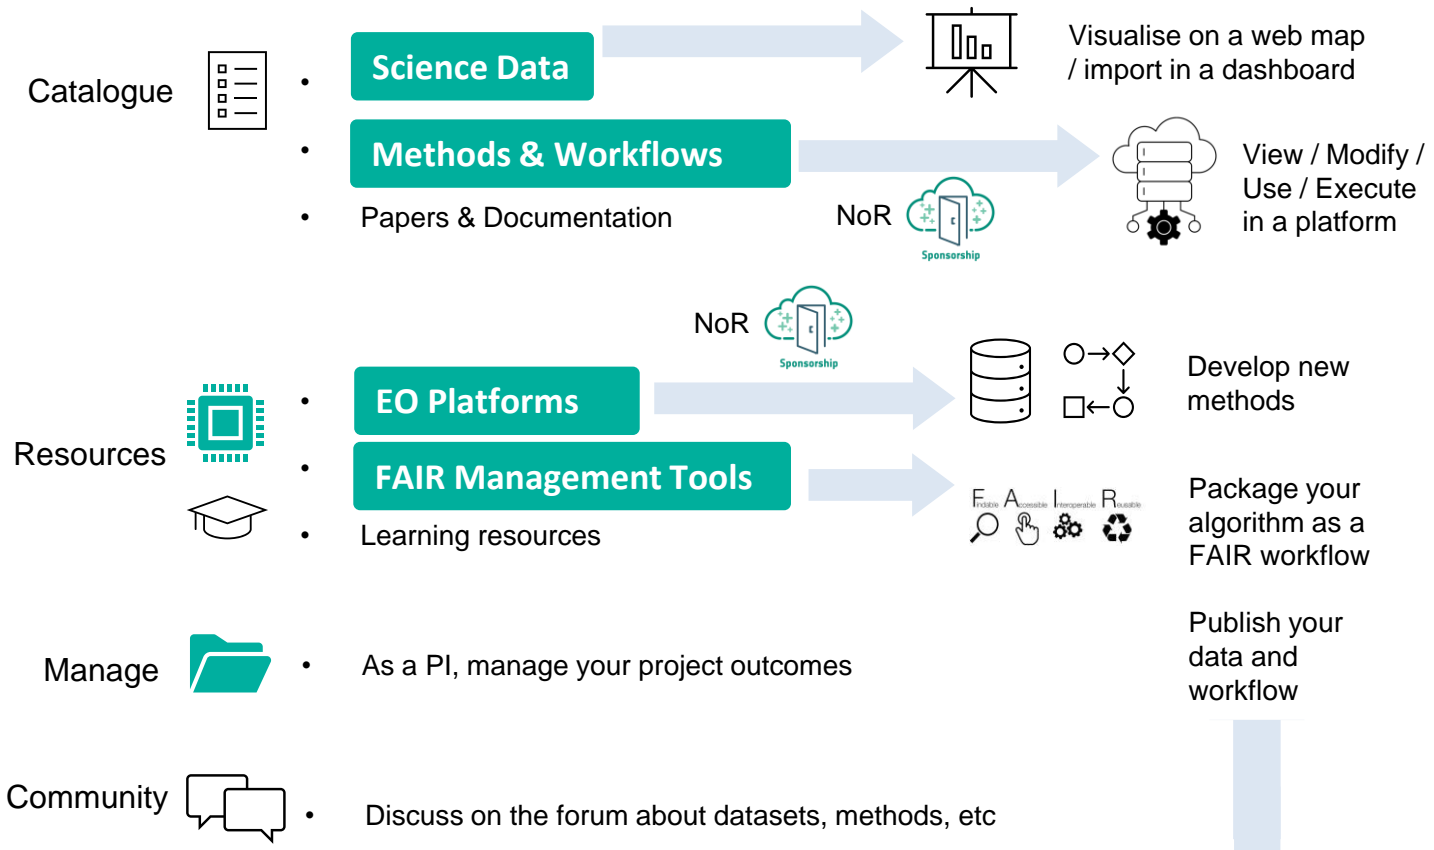 Catalogue
• Science Data
Visualise on a web map
/ import in a dashboard
• Methods & Workflows
View / Modify /
Use / Execute
in a platform
• Papers & Documentation
NoR
Sponsorship
NoR
Sponsorship
Resources
• EO Platforms
Develop new
methods
• FAIR Management Tools
Findable Accessible Interoperable Reusable
Package your
algorithm as a
FAIR workflow
• Learning resources
Manage
• As a PI, manage your project outcomes
Publish your
data and
workflow
Community
• Discuss on the forum about datasets, methods, etc